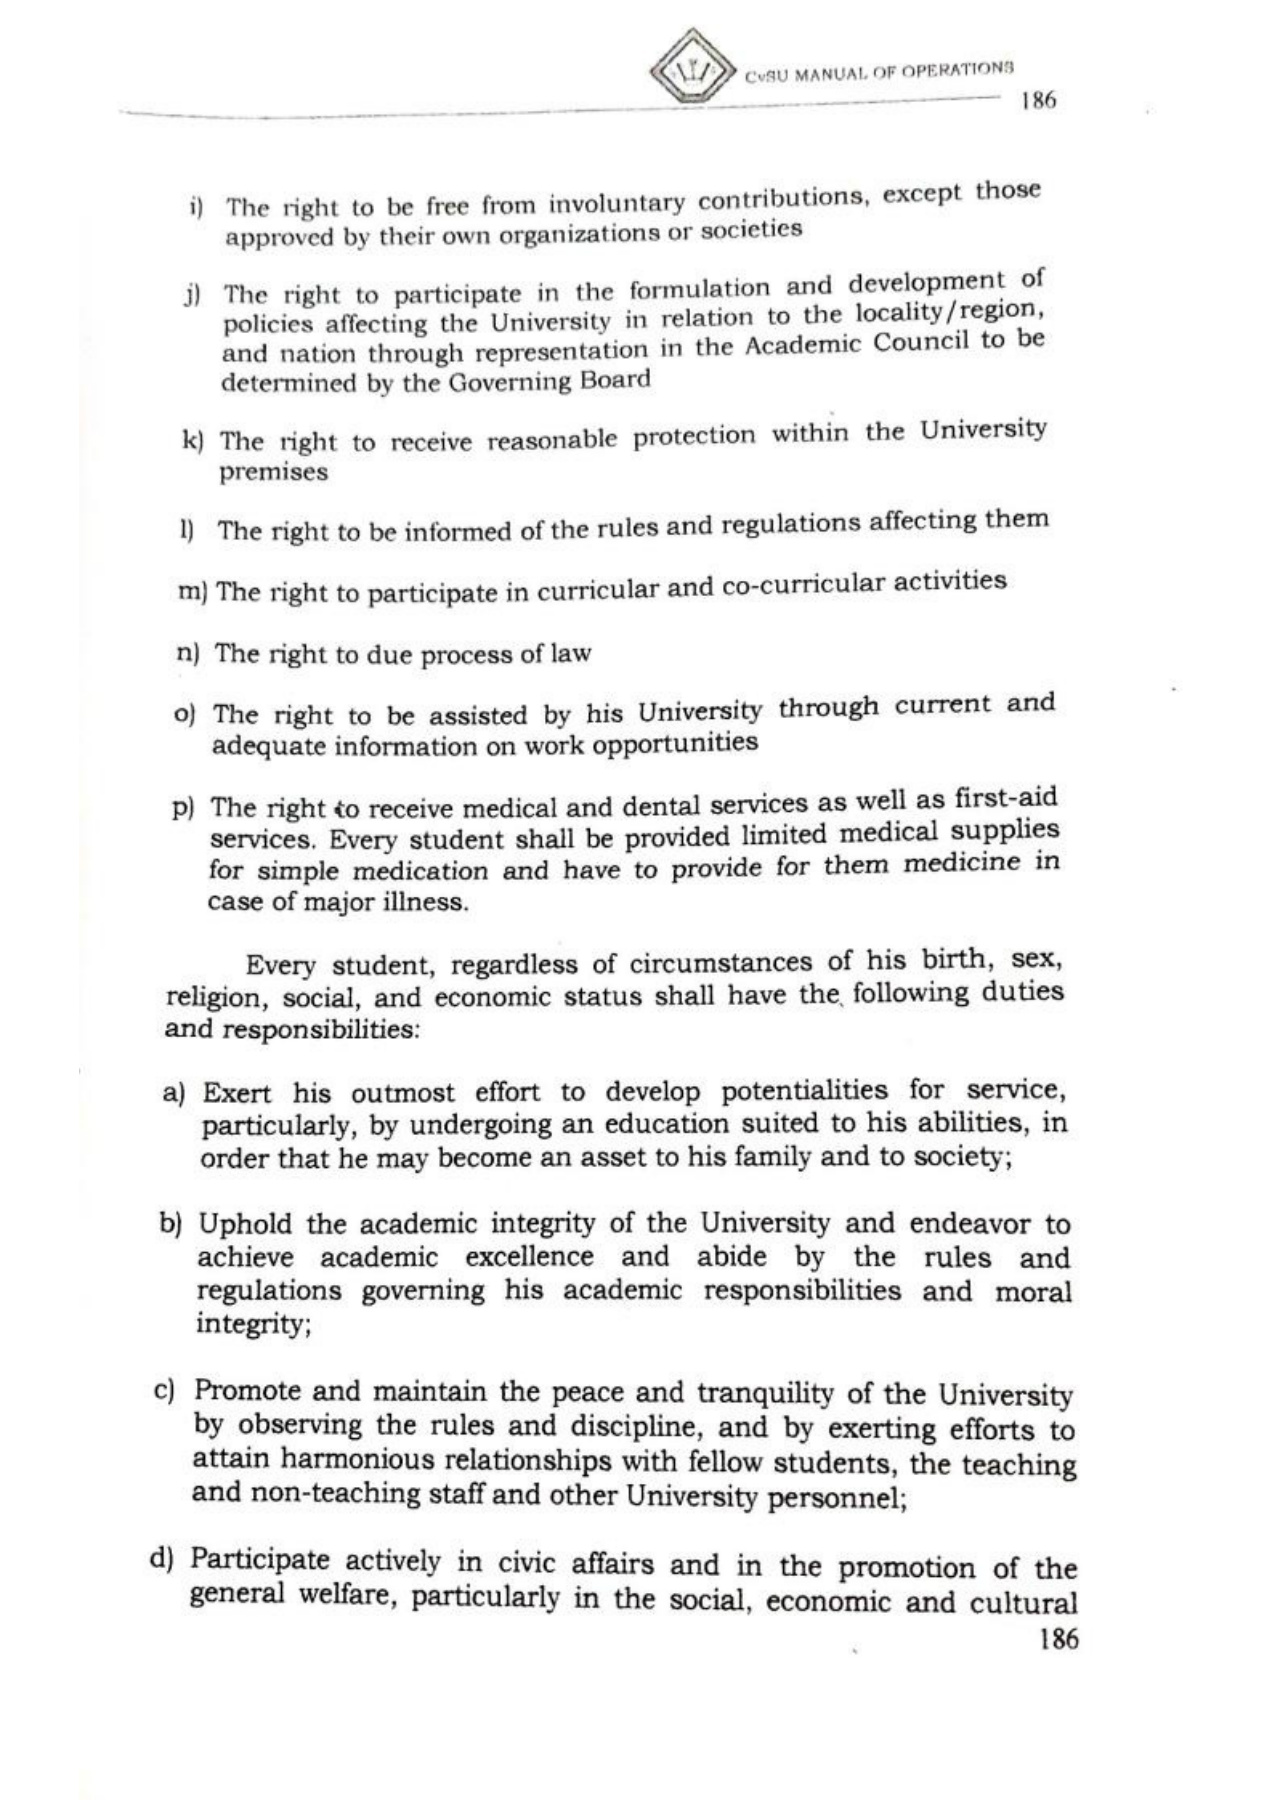 CvSU MANUAL OF OPERATIONS
186
i) The right to be free from involuntary contributions, except those
approved by their own organizations or societies
j) The right to participate in the formulation and development of
policies affecting the University in relation to the locality/region,
and nation through representation in the Academic Council to be
determined by the Governing Board
k) The right to receive reasonable protection within the University
premises
l) The right to be informed of the rules and regulations affecting them
m) The right to participate in curricular and co-curricular activities
n) The right to due process of law
o) The right to be assisted by his University through current and
adequate information on work opportunities
p) The right to receive medical and dental services as well as first-aid
services. Every student shall be provided limited medical supplies
for simple medication and have to provide for them medicine in
case of major illness.
Every student, regardless of circumstances of his birth, sex,
religion, social, and economic status shall have the following duties
and responsibilities:
a) Exert his outmost effort to develop potentialities for service,
particularly, by undergoing an education suited to his abilities, in
order that he may become an asset to his family and to society;
b) Uphold the academic integrity of the University and endeavor to
achieve academic excellence and abide by the rules and
regulations governing his academic responsibilities and moral
integrity;
c) Promote and maintain the peace and tranquility of the University
by observing the rules and discipline, and by exerting efforts to
attain harmonious relationships with fellow students, the teaching
and non-teaching staff and other University personnel;
d) Participate actively in civic affairs and in the promotion of the
general welfare, particularly in the social, economic and cultural
186